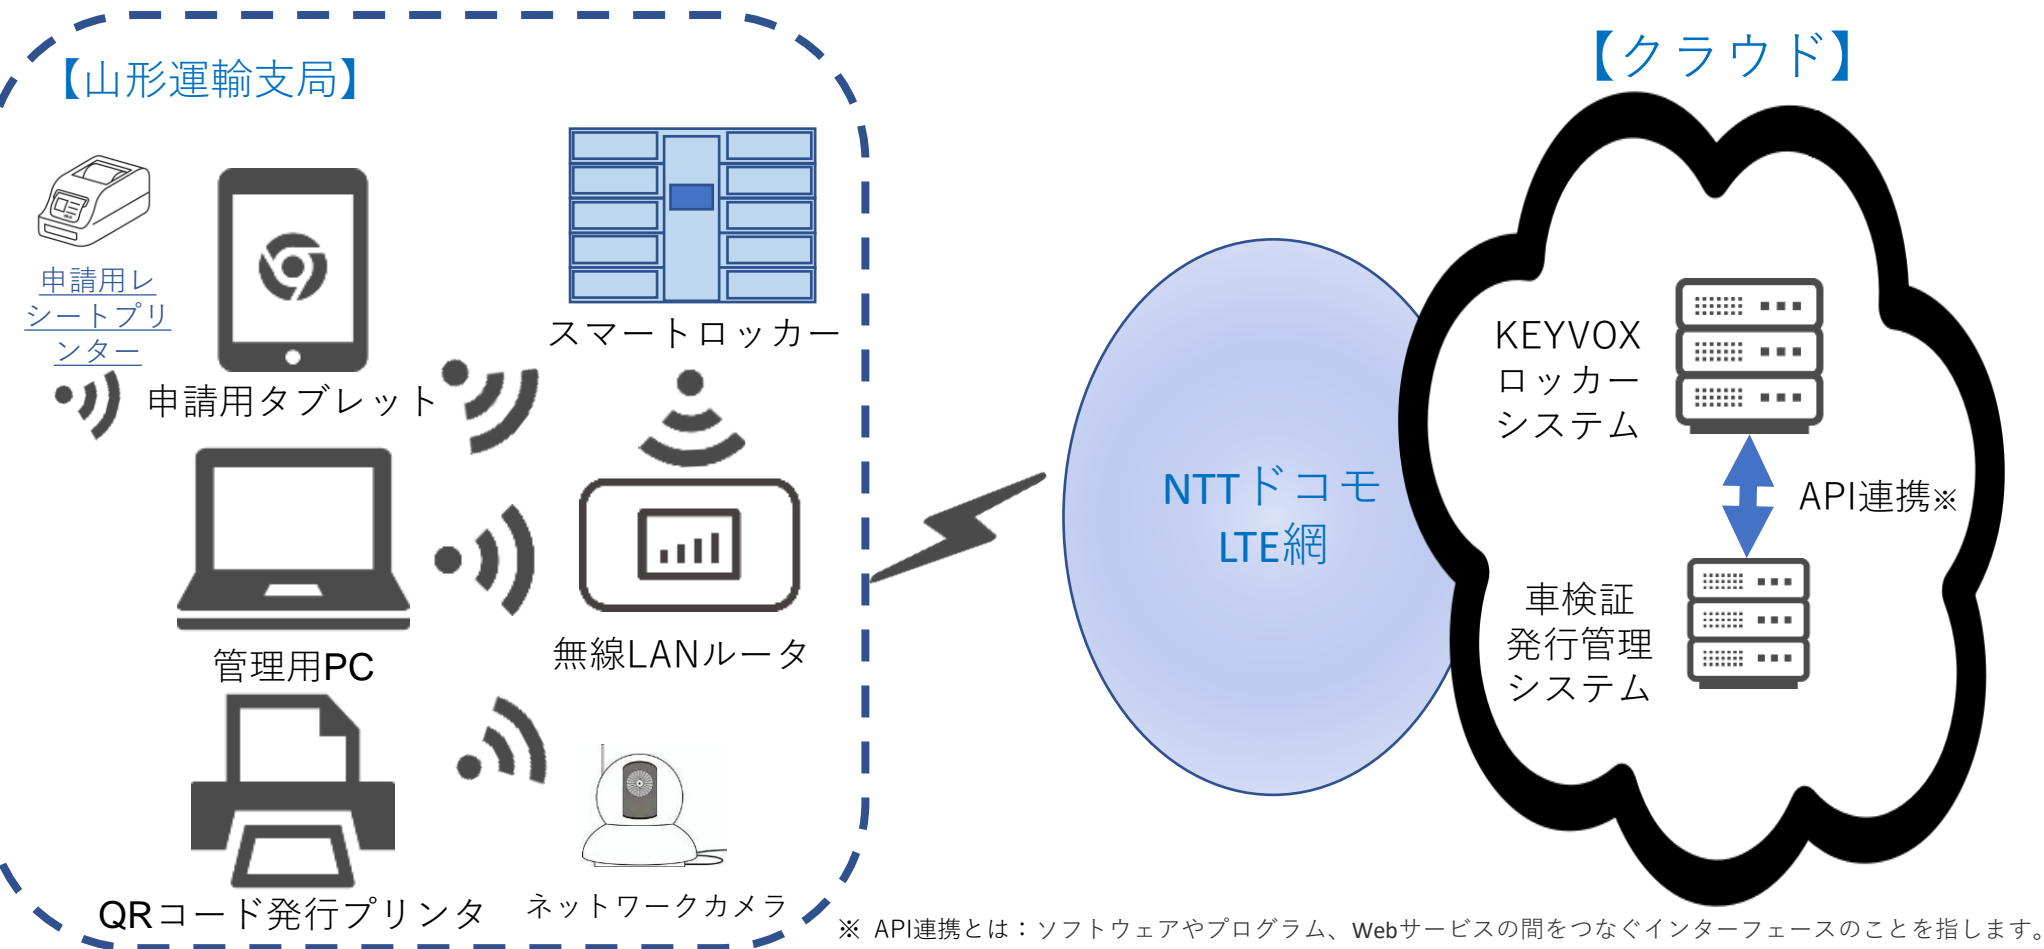 【山形運輸支局】
申請用レ
シートプリ
ンター
申請用タブレット
スマートロッカー
管理用PC
無線LANルータ
QRコード発行プリンタ
ネットワークカメラ
NTTドコモ
LTE網
【クラウド】
KEYVOX
ロッカー
システム
API連携※
車検証
発行管理
システム
※ API連携とは：ソフトウェアやプログラム、Webサービスの間をつなぐインターフェースのことを指します。